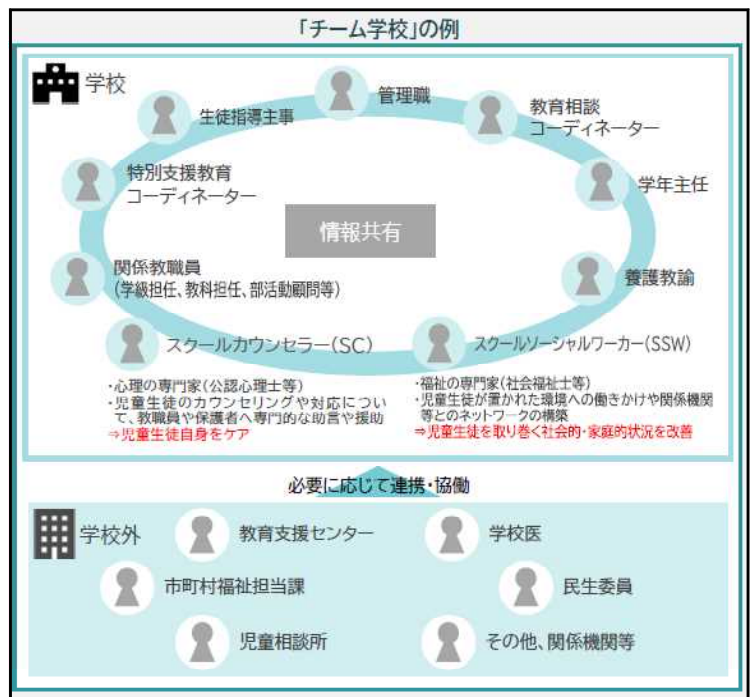 「チーム学校」の例
学校
管理職
生徒指導主事
教育相談
コーディネーター
特別支援教育
コーディネーター
学年主任
情報共有
関係教職員
(学級担任、教科担任、部活動顧問等)
養護教諭
スクールカウンセラー(SC)
スクールソーシャルワーカー(SSW)
・心理の専門家(公認心理士等)
・児童生徒のカウンセリングや対応につい
て、教職員や保護者へ専門的な助言や援助
⇒児童生徒自身をケア
・福祉の専門家(社会福祉士等)
・児童生徒が置かれた環境への働きかけや関係機関
等とのネットワークの構築
⇒児童生徒を取り巻く社会的・家庭的状況を改善
必要に応じて連携・協働
学校外
教育支援センター
学校医
市町村福祉担当課
民生委員
児童相談所
その他、関係機関等